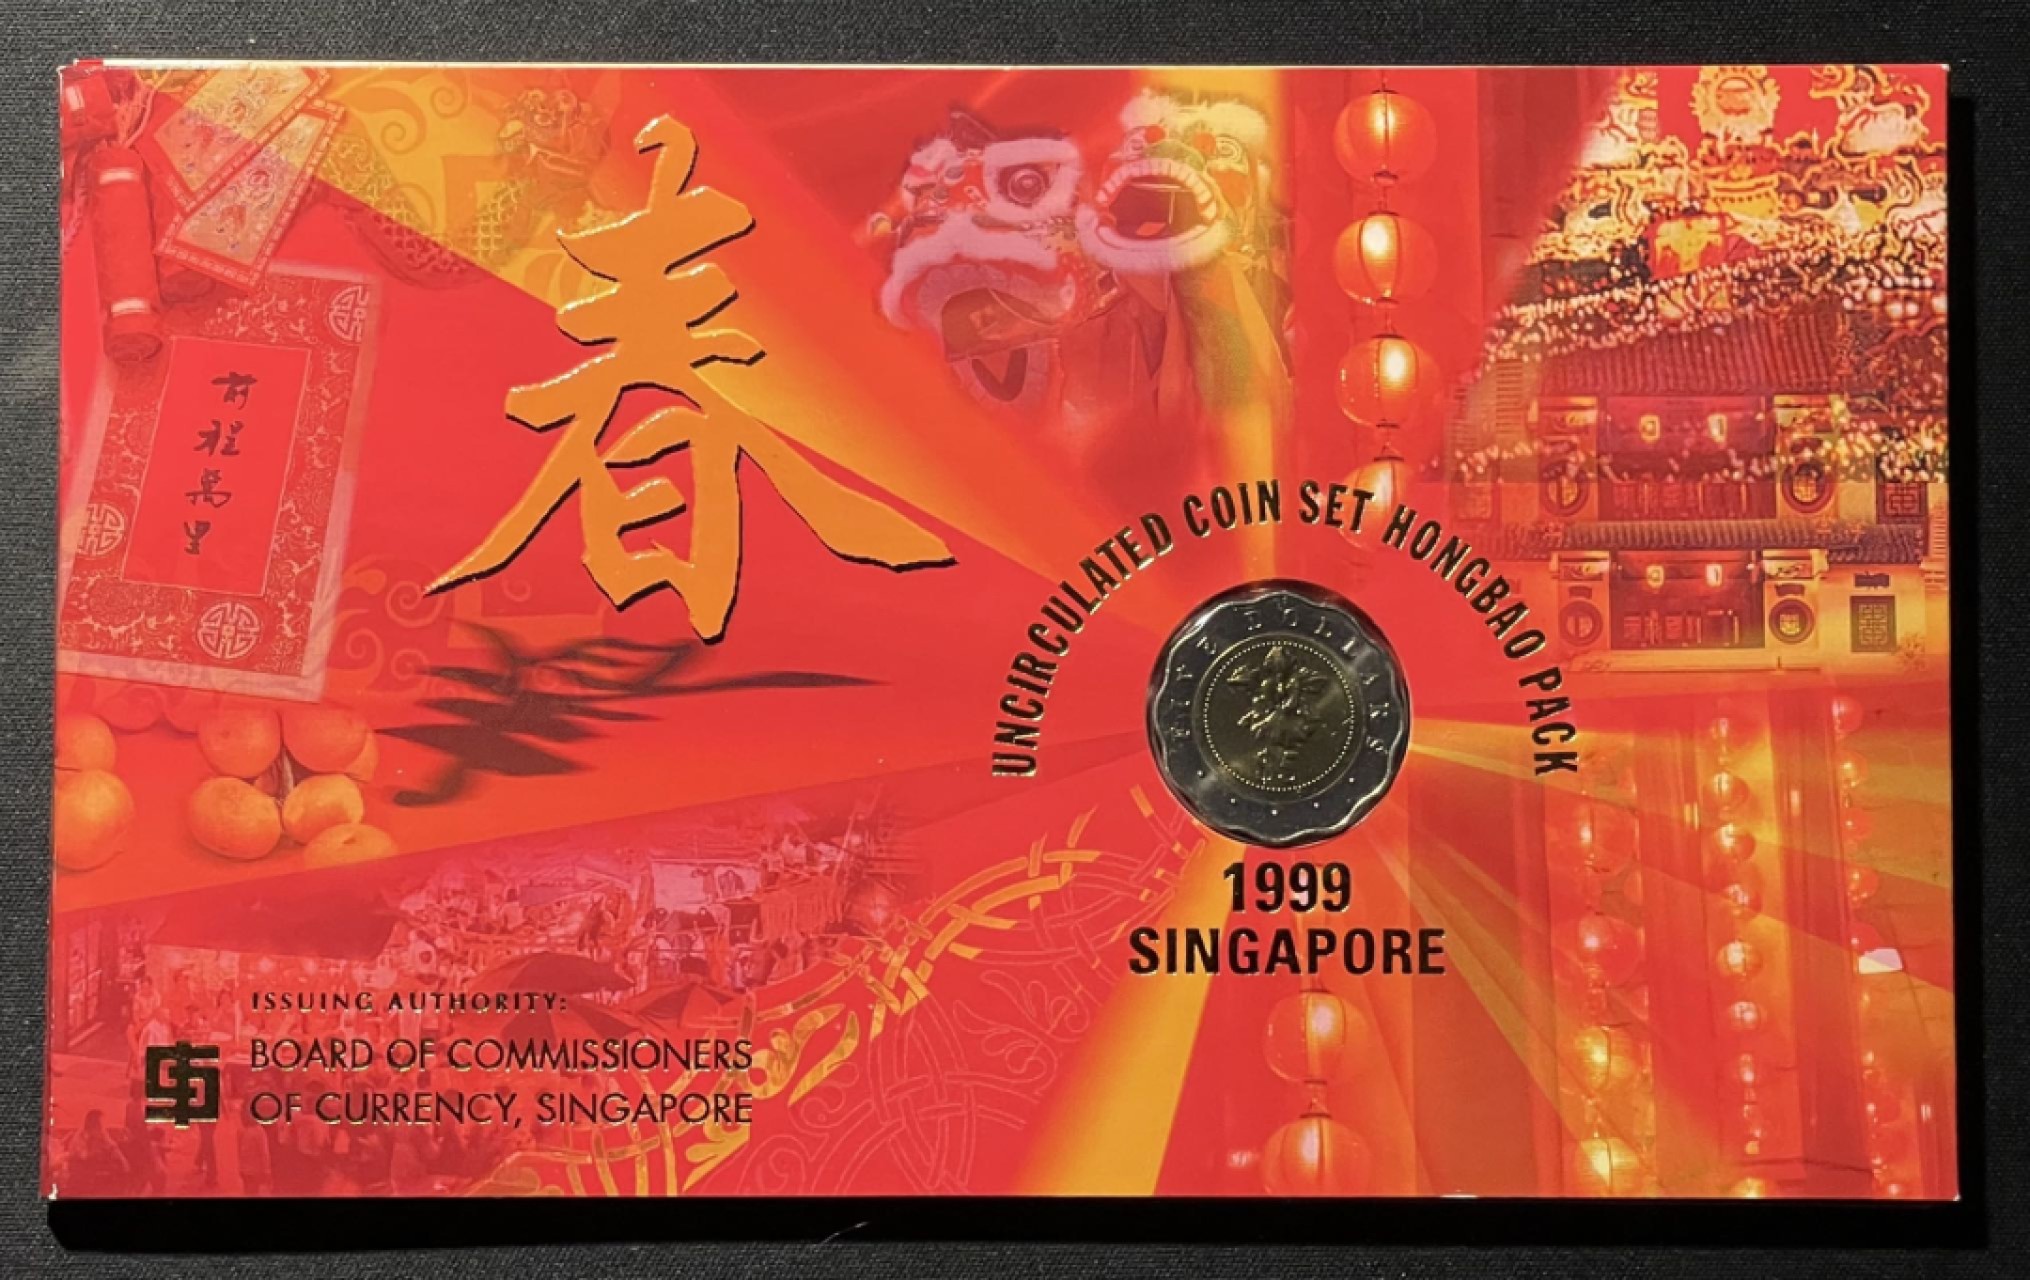 春
前程萬里
UNCIRCULATED COIN SET HONGBAO PACK
FIVE DOLLARS
1999
SINGAPORE
ISSUING AUTHORITY:
BOARD OF COMMISSIONERS
OF CURRENCY, SINGAPORE